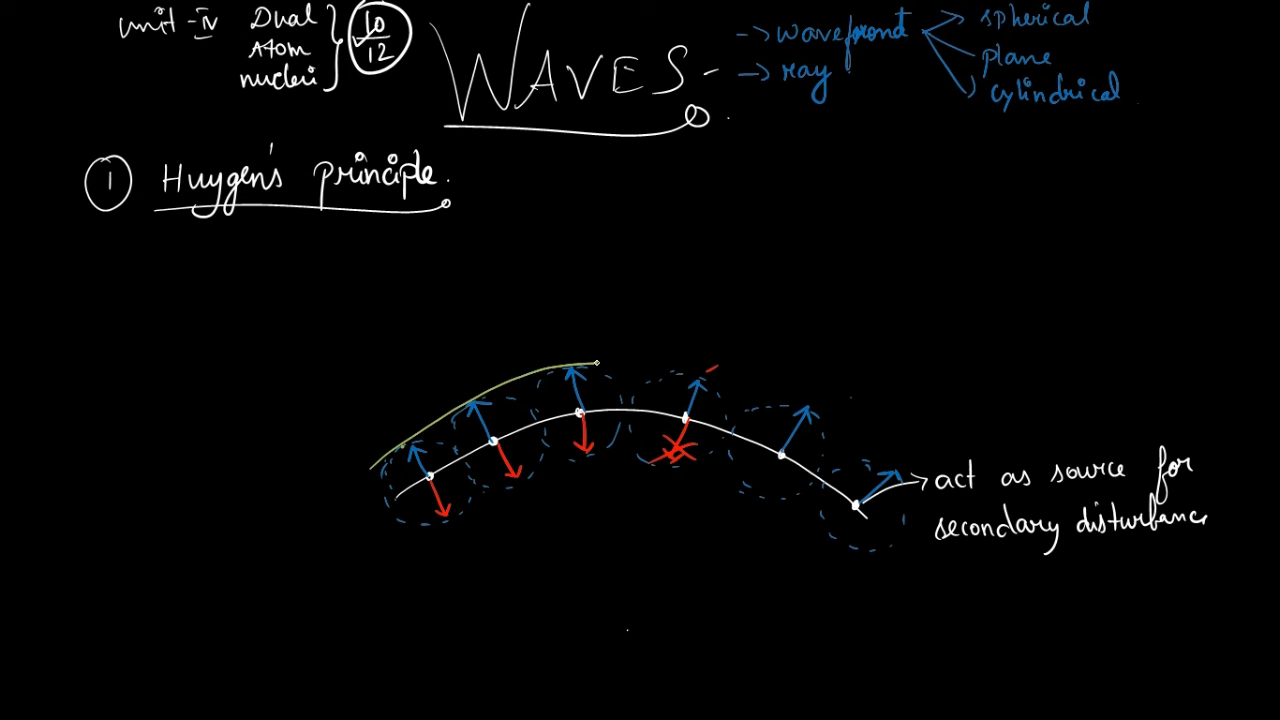 unit - IV Dual
Atom
nuclei
10
12
WAVES -
-> wavefront
-> ray
spherical
plane
cylindrical
1 Huygen's principle.
act as source for
secondary disturbance